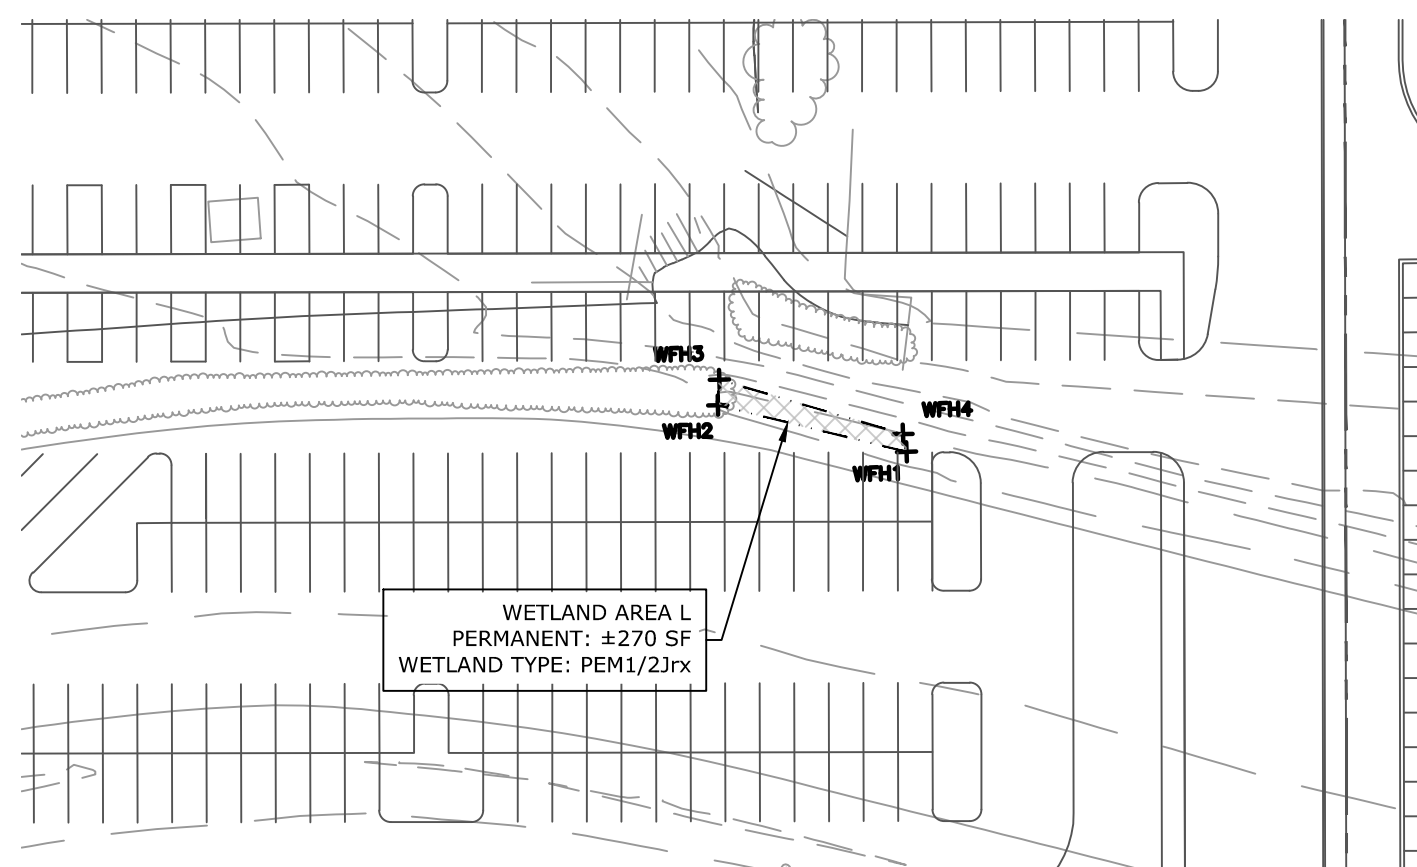 WFH3
WFH4
WFH2
WFH1
WETLAND AREA L
PERMANENT: ±270 SF
WETLAND TYPE: PEM1/2Jrx